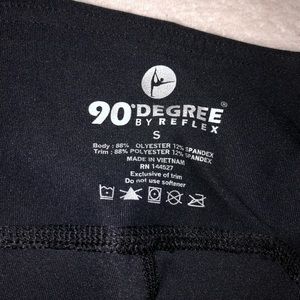 90°DEGREE®
BY REFLEX
S
Body : 88% OLYESTER 12% SPANDEX
Trim : 88% POLYESTER 12% SPANDEX
MADE IN VIETNAM
RN 144527
Exclusive of trim
Do not use softener